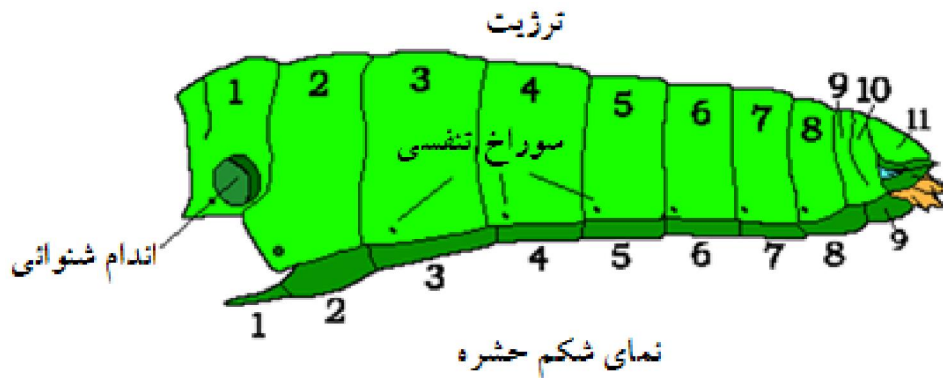 ترژیت
1 2 3 4 5 6 7 8 9 10 11
سوراخ تنفسی
اندام شنوائی
1 2 3 4 5 6 7 8 9
نمای شکم حشره